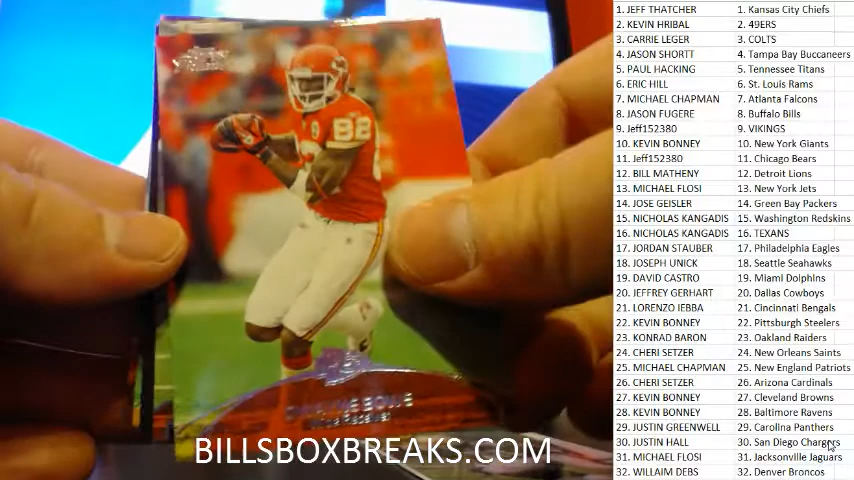 82
DWAYNE BOWE
Wide Receiver
BILLSBOXBREAKS.COM
1. JEFF THATCHER 1. Kansas City Chiefs
2. KEVIN HRIBAL 2. 49ERS
3. CARRIE LEGER 3. COLTS
4. JASON SHORTT 4. Tampa Bay Buccaneers
5. PAUL HACKING 5. Tennessee Titans
6. ERIC HILL 6. St. Louis Rams
7. MICHAEL CHAPMAN 7. Atlanta Falcons
8. JASON FUGERE 8. Buffalo Bills
9. Jeff152380 9. VIKINGS
10. KEVIN BONNEY 10. New York Giants
11. Jeff152380 11. Chicago Bears
12. BILL MATHENY 12. Detroit Lions
13. MICHAEL FLOSI 13. New York Jets
14. JOSE GEISLER 14. Green Bay Packers
15. NICHOLAS KANGADIS 15. Washington Redskins
16. NICHOLAS KANGADIS 16. TEXANS
17. JORDAN STAUBER 17. Philadelphia Eagles
18. JOSEPH UNICK 18. Seattle Seahawks
19. DAVID CASTRO 19. Miami Dolphins
20. JEFFREY GERHART 20. Dallas Cowboys
21. LORENZO IEBBA 21. Cincinnati Bengals
22. KEVIN BONNEY 22. Pittsburgh Steelers
23. KONRAD BARON 23. Oakland Raiders
24. CHERI SETZER 24. New Orleans Saints
25. MICHAEL CHAPMAN 25. New England Patriots
26. CHERI SETZER 26. Arizona Cardinals
27. KEVIN BONNEY 27. Cleveland Browns
28. KEVIN BONNEY 28. Baltimore Ravens
29. JUSTIN GREENWELL 29. Carolina Panthers
30. JUSTIN HALL 30. San Diego Chargers
31. MICHAEL FLOSI 31. Jacksonville Jaguars
32. WILLAIM DEBS 32. Denver Broncos